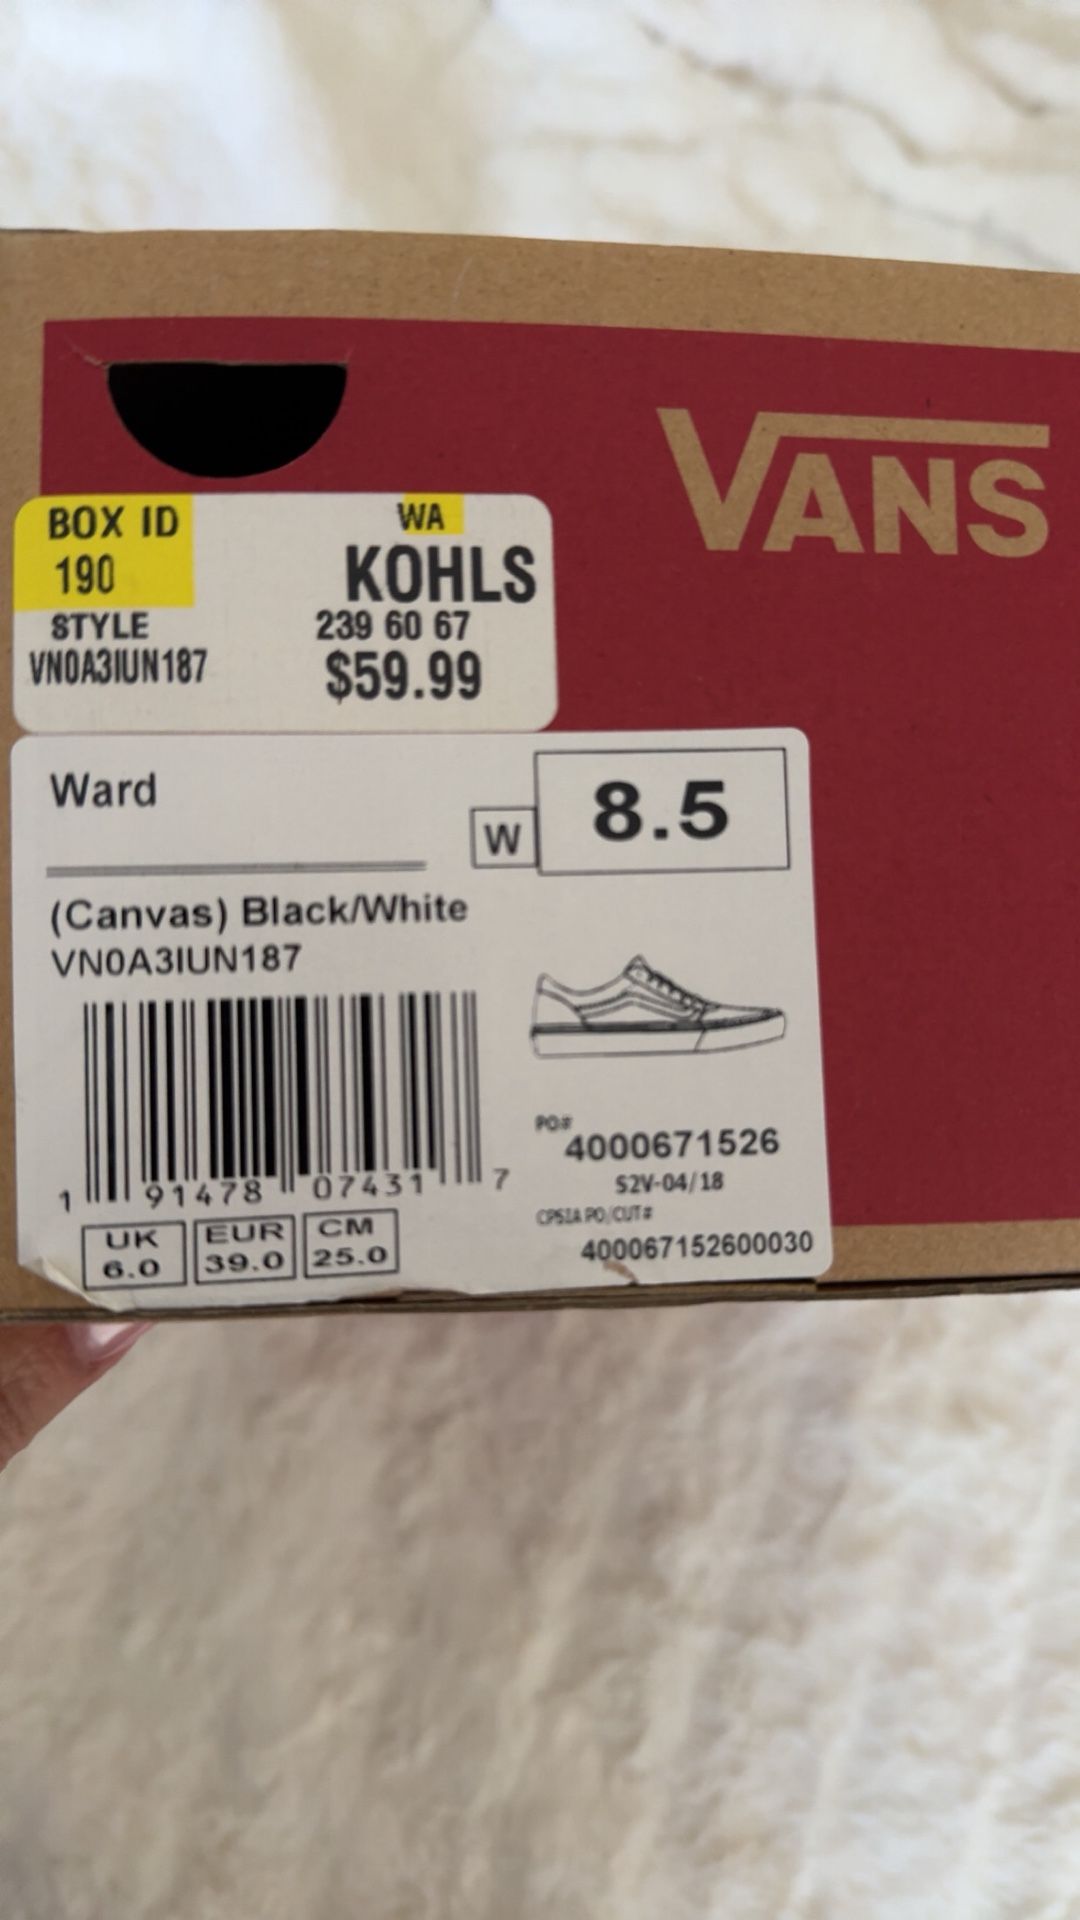 VANS
BOX ID
190
STYLE
VN0A3IUN187
WA
KOHLS
239 60 67
$59.99
Ward
W
8.5
(Canvas) Black/White
VN0A3IUN187
1 91478 07431 7
PO#
4000671526
S2V-04/18
CPSIA PO/CUT#
400067152600030
UK
6.0
EUR
39.0
CM
25.0